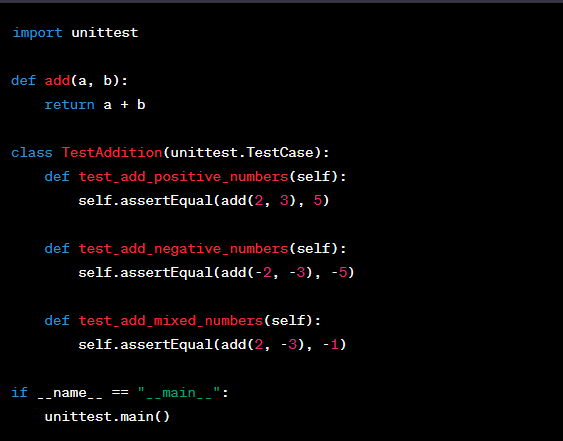 import unittest

def add(a, b):
    return a + b

class TestAddition(unittest.TestCase):
    def test_add_positive_numbers(self):
        self.assertEqual(add(2, 3), 5)

    def test_add_negative_numbers(self):
        self.assertEqual(add(-2, -3), -5)

    def test_add_mixed_numbers(self):
        self.assertEqual(add(2, -3), -1)

if __name__ == "__main__":
    unittest.main()